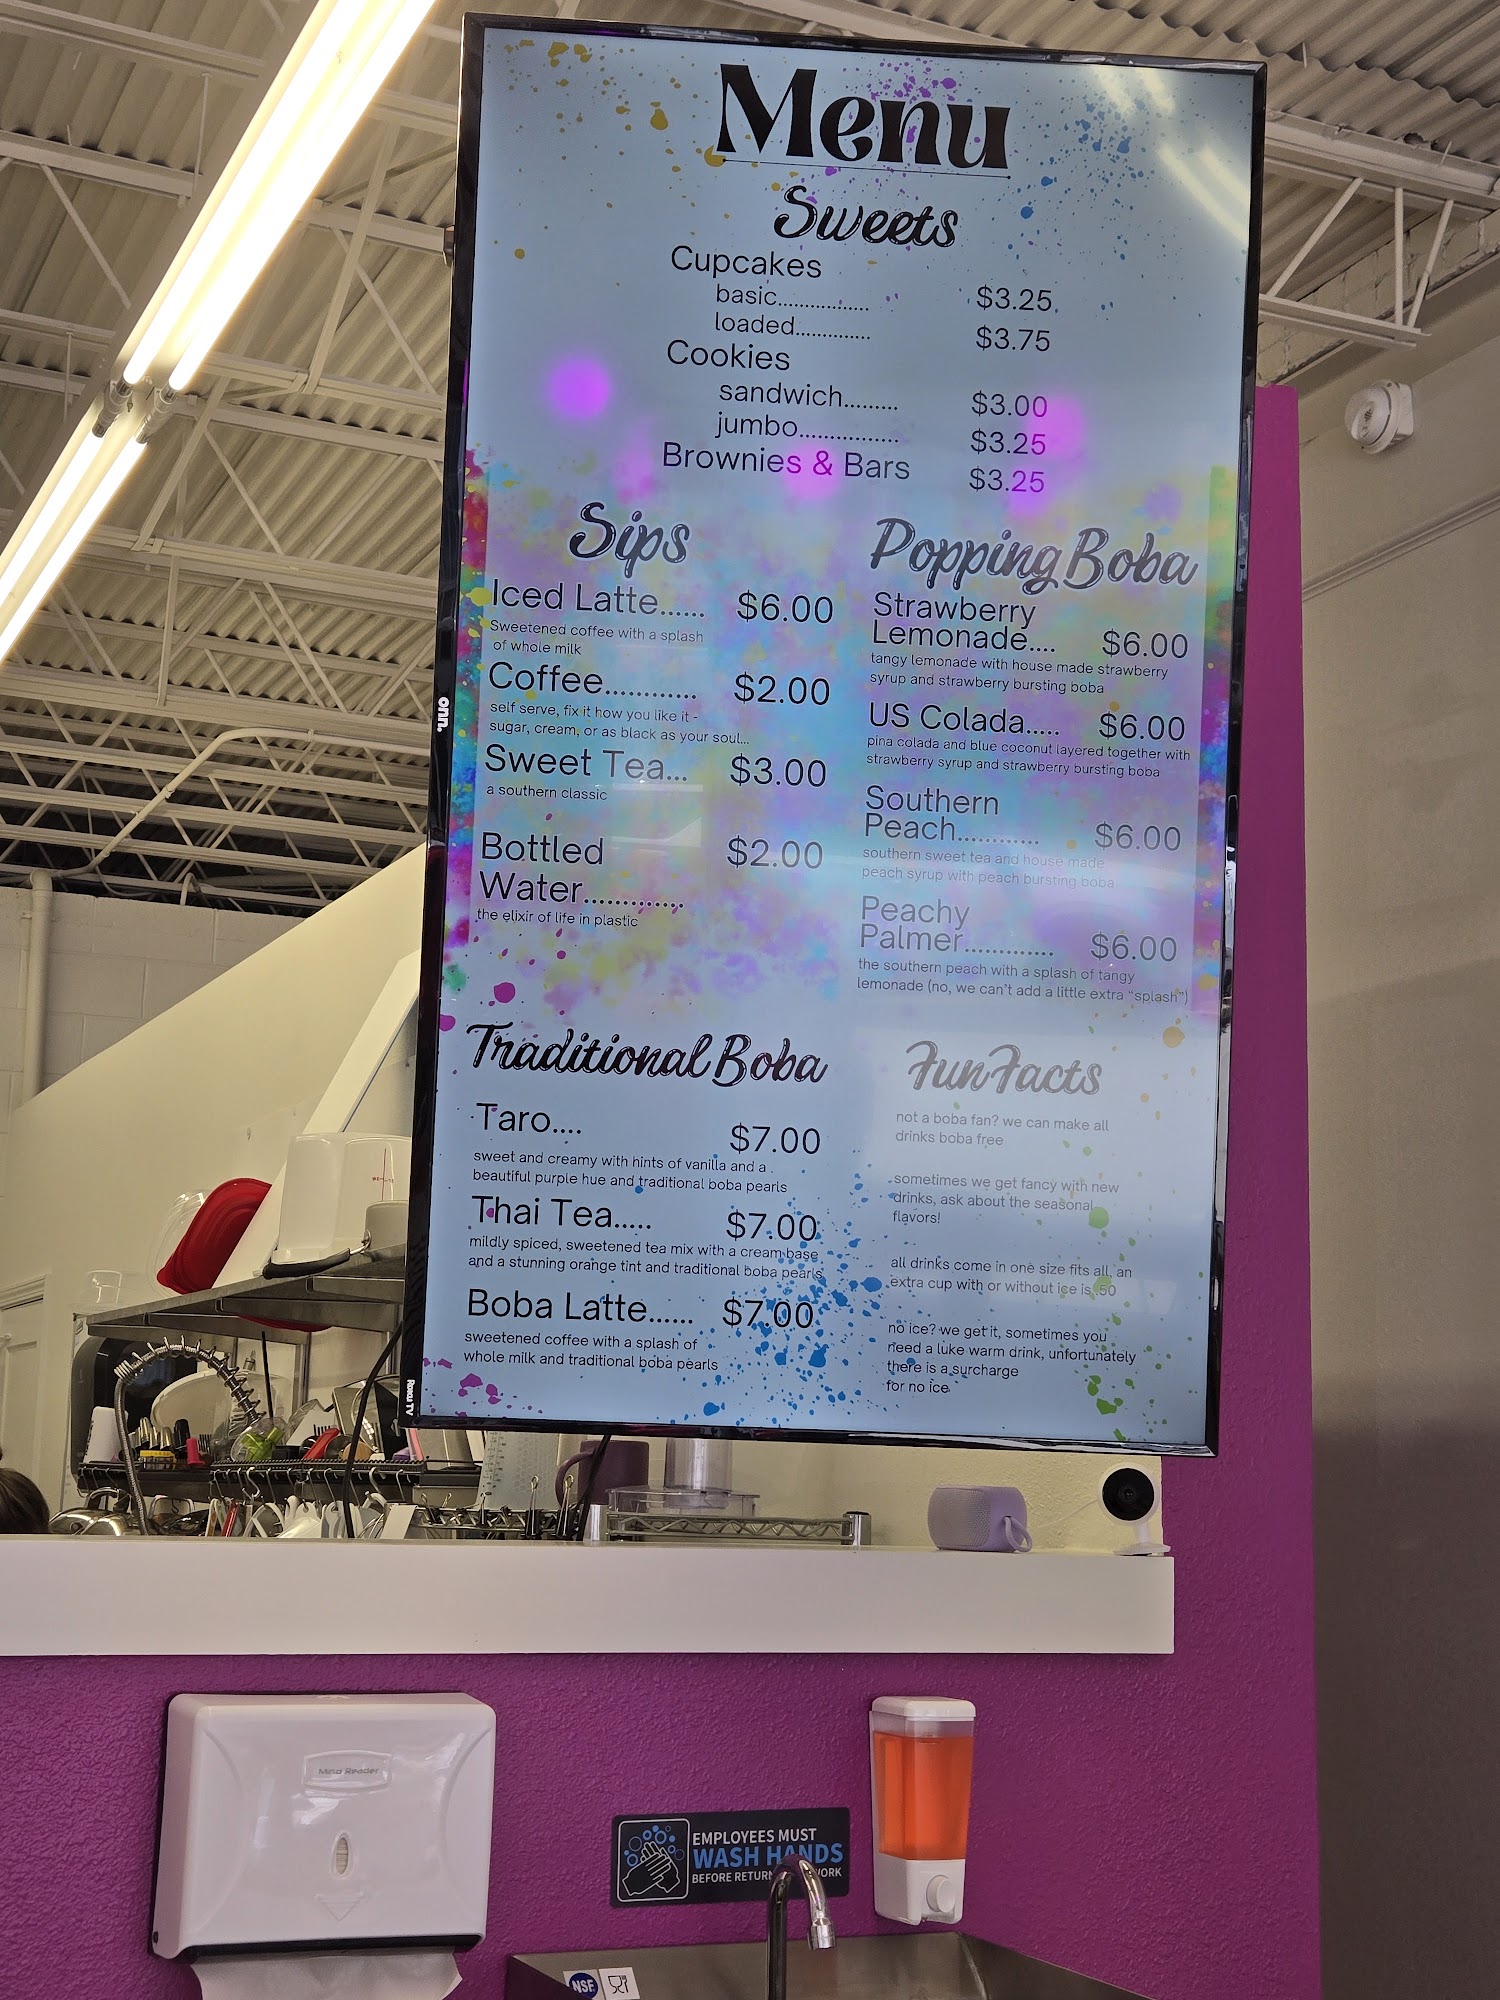 Menu
Sweets
Cupcakes
basic................. $3.25
loaded.............. $3.75
Cookies
sandwich......... $3.00
jumbo................. $3.25
Brownies & Bars $3.25
Sips
Iced Latte...... $6.00
Sweetened coffee with a splash
of whole milk
Coffee............ $2.00
self serve, fix it how you like it -
sugar, cream, or as black as your soul...
Sweet Tea... $3.00
a southern classic
Bottled
Water............. $2.00
the elixir of life in plastic
Popping Boba
Strawberry
Lemonade.... $6.00
tangy lemonade with house made strawberry
syrup and strawberry bursting boba
US Colada..... $6.00
pina colada and blue coconut layered together with
strawberry syrup and strawberry bursting boba
Southern
Peach............ $6.00
southern sweet tea and house made
peach syrup with peach bursting boba
Peachy
Palmer............. $6.00
the southern peach with a splash of tangy
lemonade (no, we can't add a little extra "splash")
Traditional Boba
Taro.... $7.00
sweet and creamy with hints of vanilla and a
beautiful purple hue and traditional boba pearls
Thai Tea..... $7.00
mildly spiced, sweetened tea mix with a cream base
and a stunning orange tint and traditional boba pearls
Boba Latte...... $7.00
sweetened coffee with a splash of
whole milk and traditional boba pearls
Fun Facts
not a boba fan? we can make all
drinks boba free
sometimes we get fancy with new
drinks, ask about the seasonal
flavors!
all drinks come in one size fits all, an
extra cup with or without ice is .50
no ice? we get it, sometimes you
need a luke warm drink, unfortunately
there is a surcharge
for no ice
onn.
Roku TV
Mind Reader
EMPLOYEES MUST
WASH HANDS
BEFORE RETURN WORK
NSF